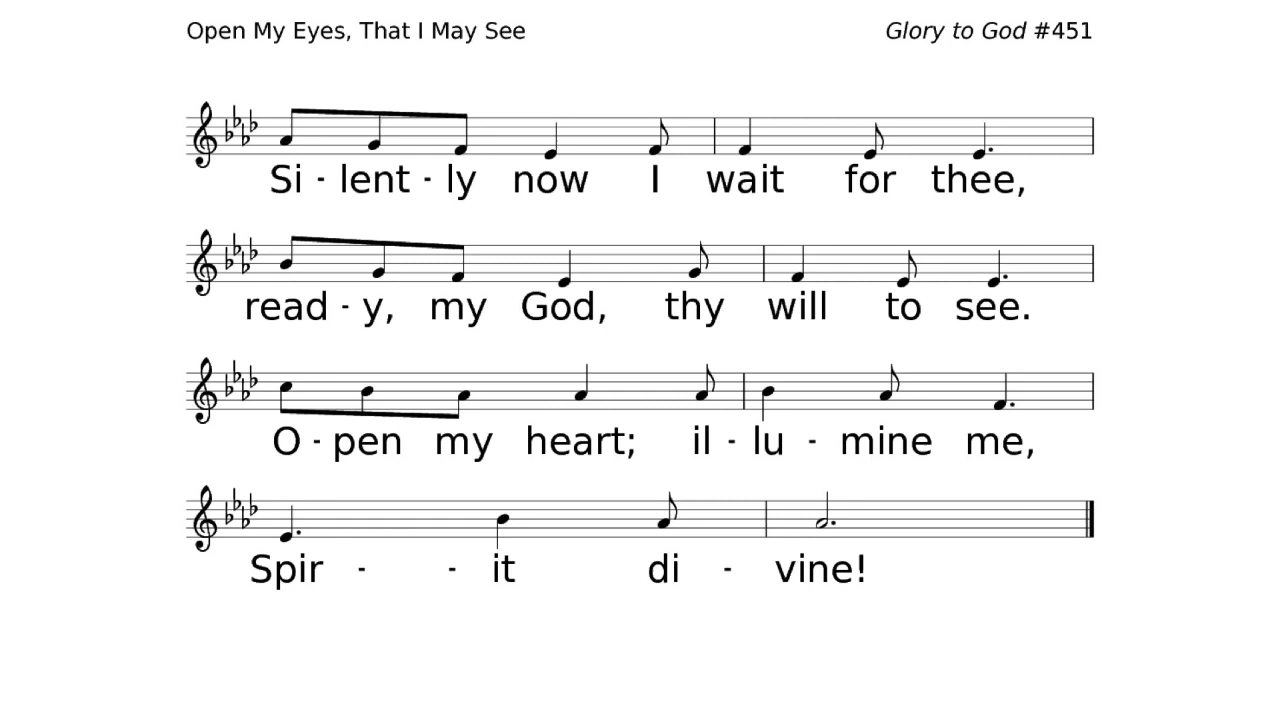 Open My Eyes, That I May See Glory to God #451
Si - lent - ly now I wait for thee,
read - y, my God, thy will to see.
O - pen my heart; il - lu - mine me,
Spir - - it di - vine!